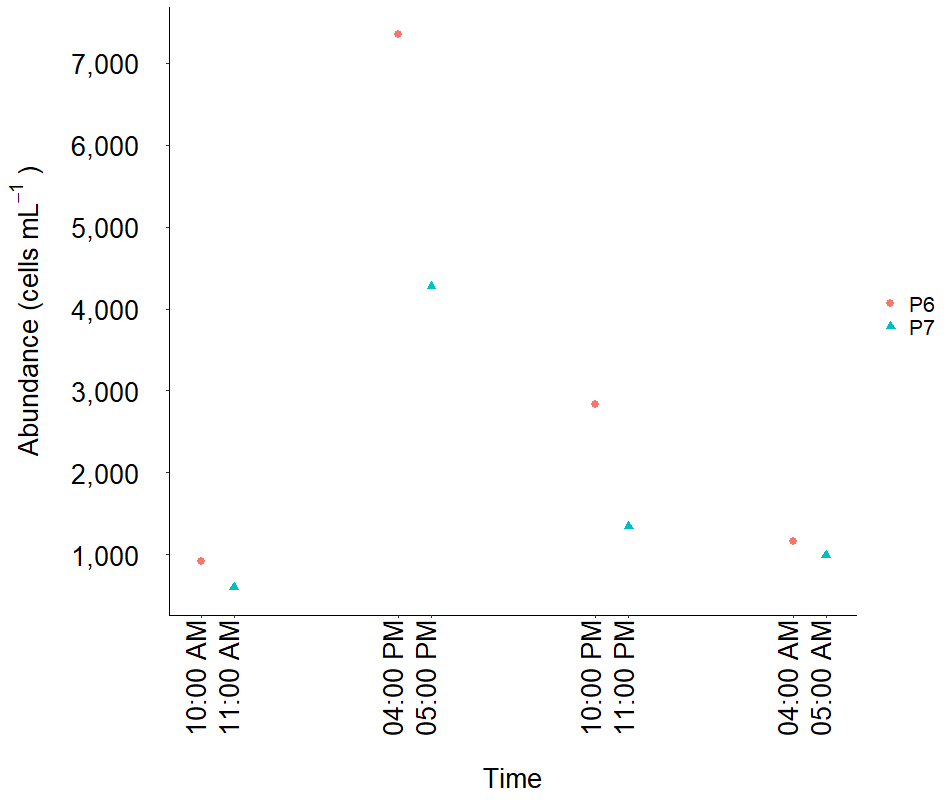 Abundance (cells mL⁻¹ )
7,000
6,000
5,000
4,000
3,000
2,000
1,000
10:00 AM
11:00 AM
04:00 PM
05:00 PM
10:00 PM
11:00 PM
04:00 AM
05:00 AM
Time
P6
P7